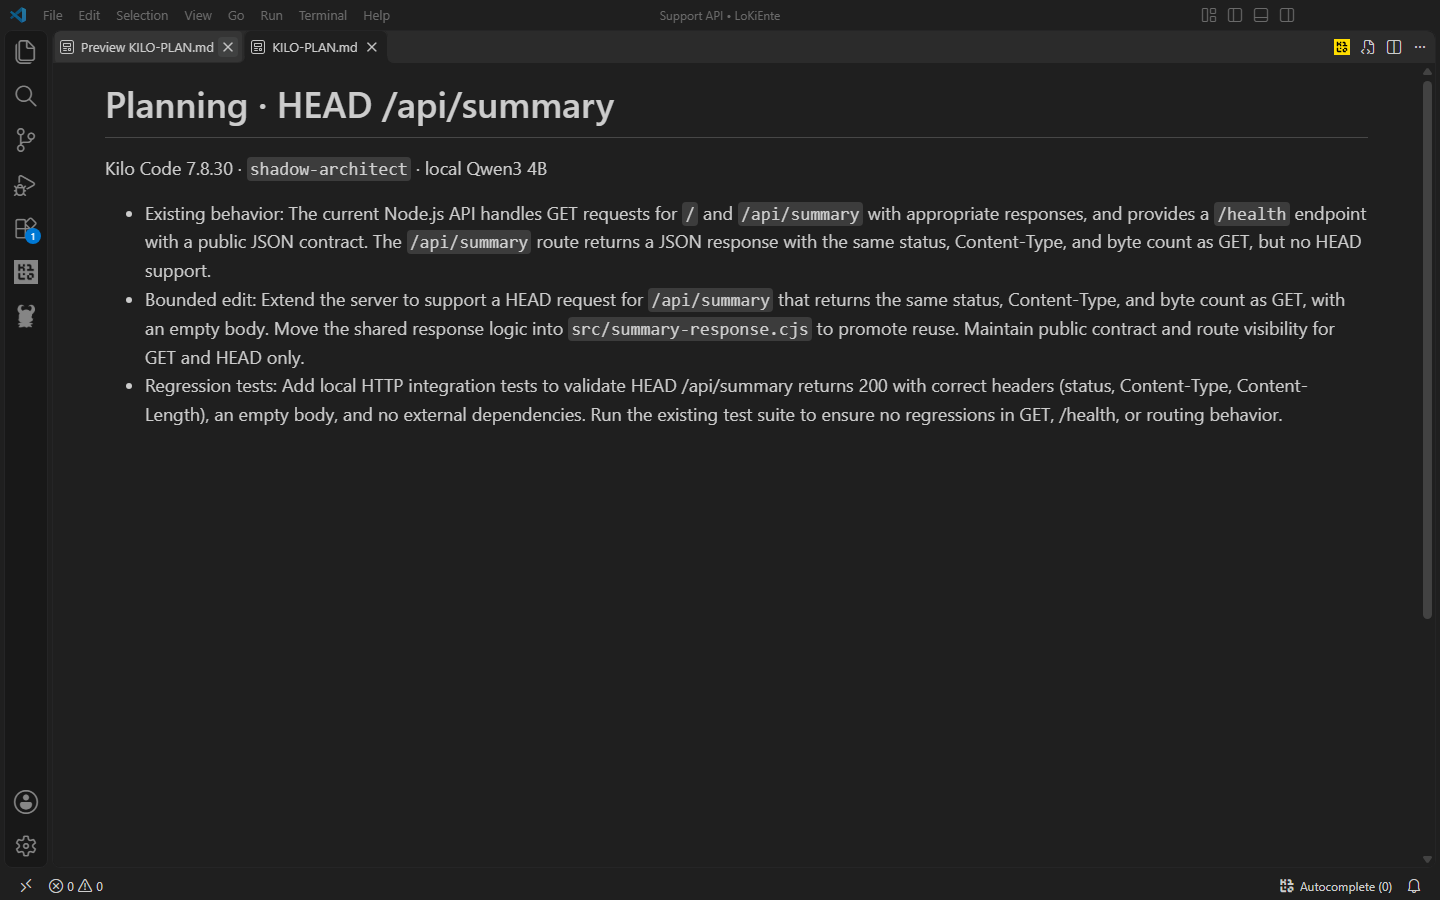 File Edit Selection View Go Run Terminal Help
Support API • LoKiEnte
Preview KILO-PLAN.md
KILO-PLAN.md
Planning · HEAD /api/summary
Kilo Code 7.8.30 · shadow-architect · local Qwen3 4B
• Existing behavior: The current Node.js API handles GET requests for / and /api/summary with appropriate responses, and provides a /health endpoint
with a public JSON contract. The /api/summary route returns a JSON response with the same status, Content-Type, and byte count as GET, but no HEAD
support.
• Bounded edit: Extend the server to support a HEAD request for /api/summary that returns the same status, Content-Type, and byte count as GET, with
an empty body. Move the shared response logic into src/summary-response.cjs to promote reuse. Maintain public contract and route visibility for
GET and HEAD only.
• Regression tests: Add local HTTP integration tests to validate HEAD /api/summary returns 200 with correct headers (status, Content-Type, Content-
Length), an empty body, and no external dependencies. Run the existing test suite to ensure no regressions in GET, /health, or routing behavior.
1
0 0
Autocomplete (0)